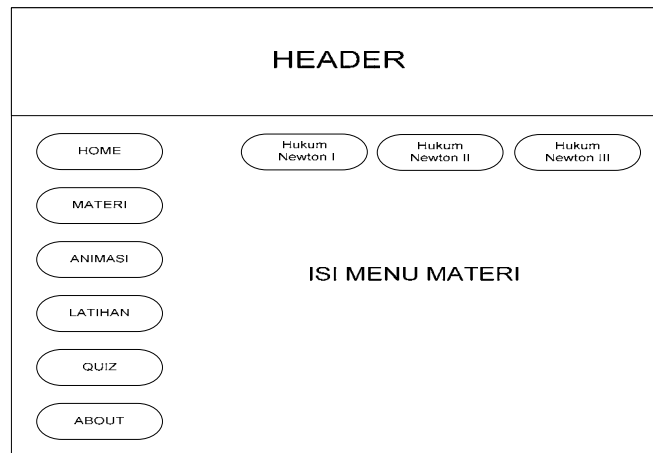 HEADER
HOME
Hukum
Newton I
Hukum
Newton II
Hukum
Newton III
MATERI
ANIMASI
ISI MENU MATERI
LATIHAN
QUIZ
ABOUT